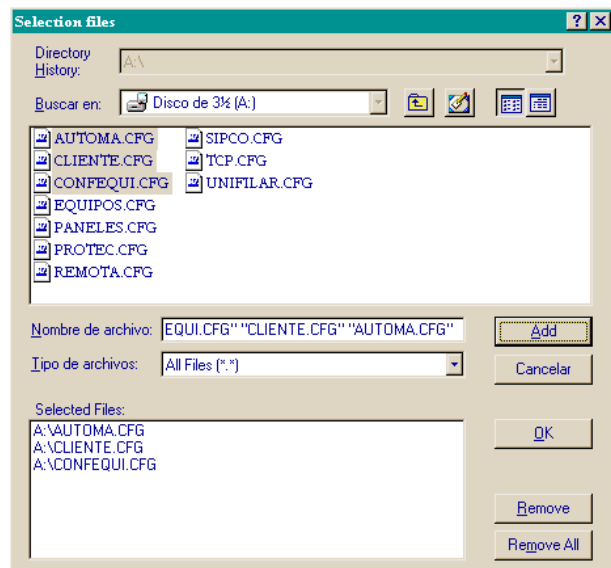 Selection files
Directory
History:
A:\
Buscar en:
Disco de 3½ (A:)
AUTOMA.CFG
CLIENTE.CFG
CONFEQUI.CFG
EQUIPOS.CFG
PANELES.CFG
PROTEC.CFG
REMOTA.CFG
SIPCO.CFG
TCP.CFG
UNIFILAR.CFG
Nombre de archivo:
EQUI.CFG" "CLIENTE.CFG" "AUTOMA.CFG"
Add
Tipo de archivos:
All Files (*.*)
Cancelar
Selected Files:
A:\AUTOMA.CFG
A:\CLIENTE.CFG
A:\CONFEQUI.CFG
OK
Remove
Remove All